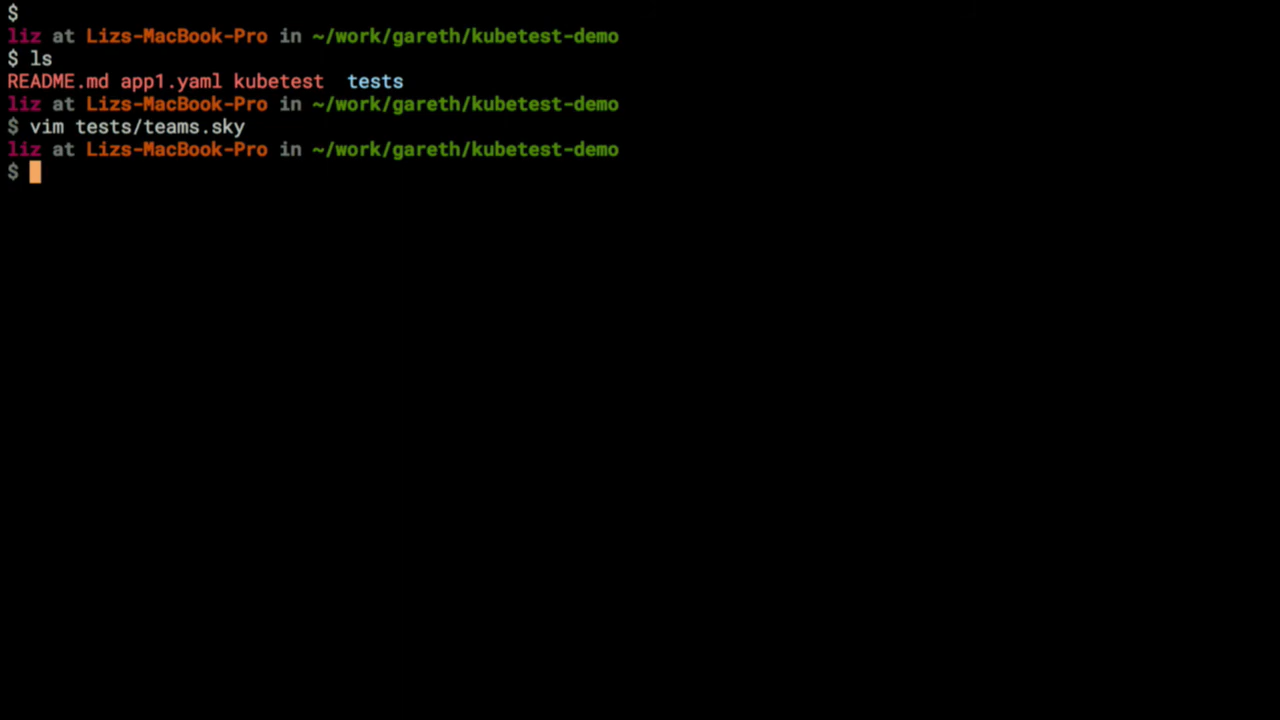 $
liz at Lizs-MacBook-Pro in ~/work/gareth/kubetest-demo
$ ls
README.md app1.yaml kubetest  tests
liz at Lizs-MacBook-Pro in ~/work/gareth/kubetest-demo
$ vim tests/teams.sky
liz at Lizs-MacBook-Pro in ~/work/gareth/kubetest-demo
$